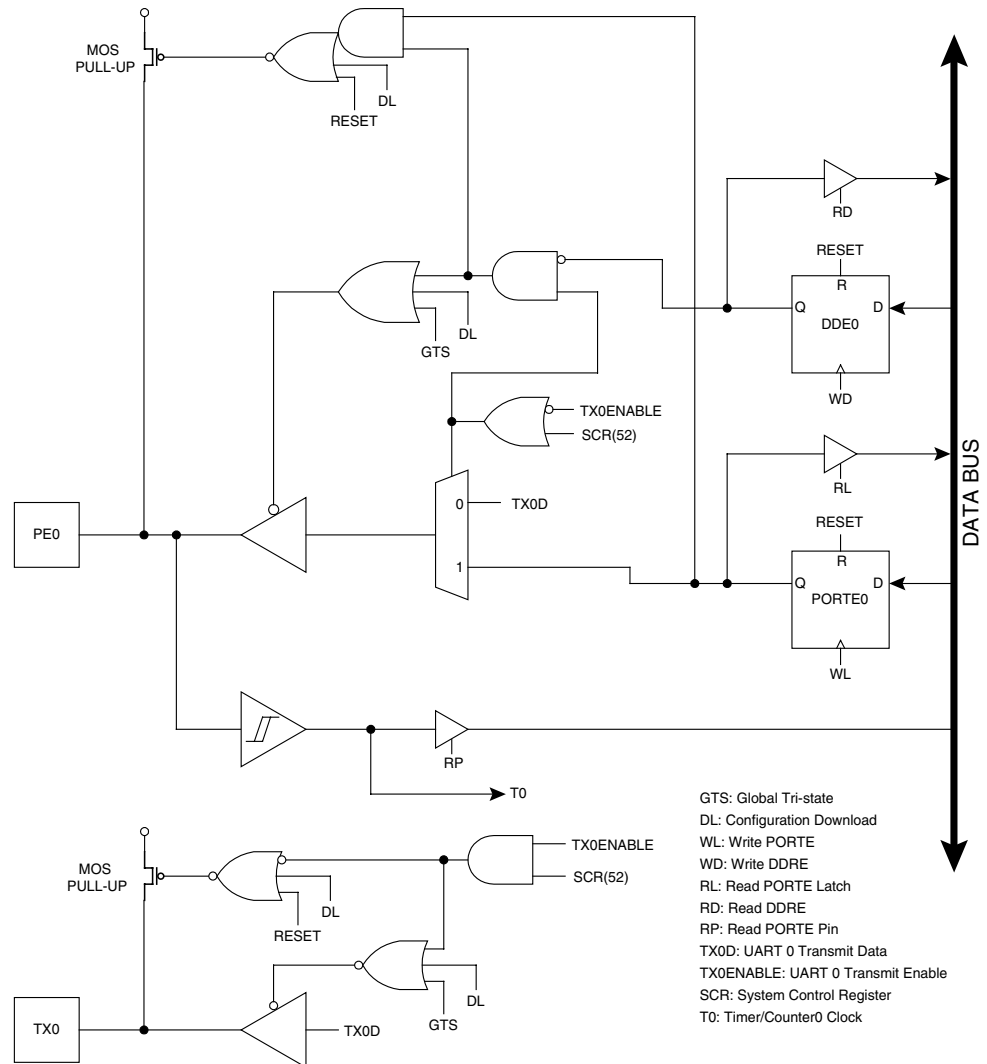 MOS
PULL-UP
DL
RESET
RD
RESET
R
Q
D
DDE0
WD
DL
GTS
TX0ENABLE
SCR(52)
RL
DATA BUS
0
TX0D
PE0
1
RESET
R
Q
D
PORTE0
WL
RP
T0
MOS
PULL-UP
TX0ENABLE
SCR(52)
DL
RESET
DL
GTS
TX0
TX0D
GTS: Global Tri-state
DL: Configuration Download
WL: Write PORTE
WD: Write DDRE
RL: Read PORTE Latch
RD: Read DDRE
RP: Read PORTE Pin
TX0D: UART 0 Transmit Data
TX0ENABLE: UART 0 Transmit Enable
SCR: System Control Register
T0: Timer/Counter0 Clock